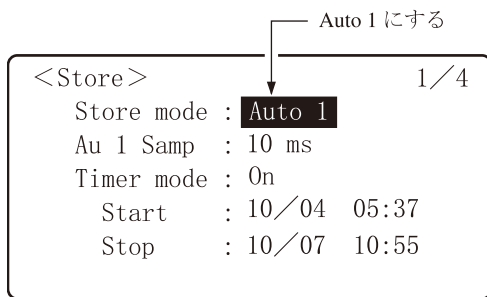 Auto 1 にする
＜Store＞ 1／4
Store mode : Auto 1
Au 1 Samp : 10 ms
Timer mode : On
Start : 10／04 05:37
Stop : 10／07 10:55